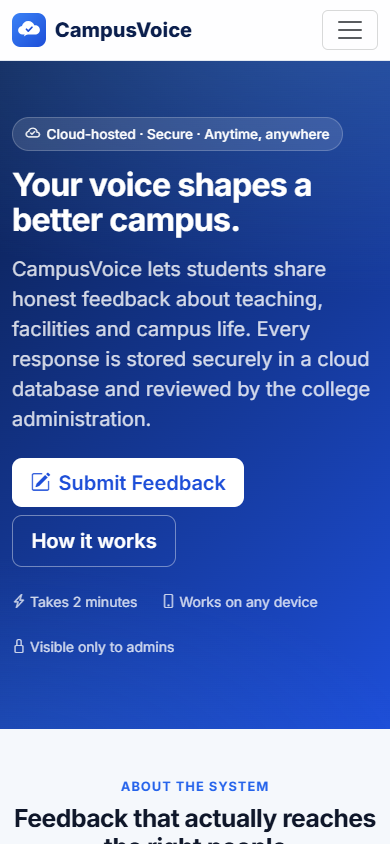 CampusVoice
Cloud-hosted · Secure · Anytime, anywhere
Your voice shapes a
better campus.
CampusVoice lets students share
honest feedback about teaching,
facilities and campus life. Every
response is stored securely in a cloud
database and reviewed by the college
administration.
Submit Feedback
How it works
Takes 2 minutes Works on any device
Visible only to admins
ABOUT THE SYSTEM
Feedback that actually reaches
the right people